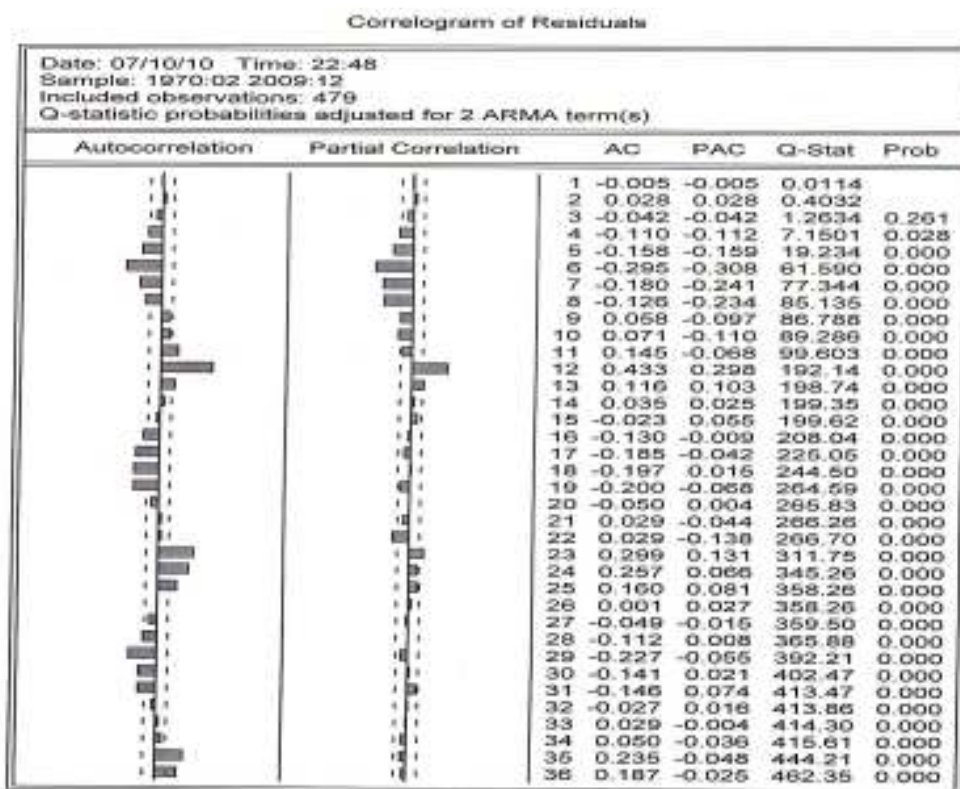 Correlogram of Residuals
Date: 07/10/10 Time: 22:48
Sample: 1970:02 2009:12
Included observations: 479
Q-statistic probabilities adjusted for 2 ARMA term(s)
Autocorrelation Partial Correlation AC PAC Q-Stat Prob
1 -0.005 -0.005 0.0114
2 0.028 0.028 0.4032
3 -0.042 -0.042 1.2634 0.261
4 -0.110 -0.112 7.1501 0.028
5 -0.158 -0.159 19.234 0.000
6 -0.295 -0.308 61.590 0.000
7 -0.180 -0.241 77.344 0.000
8 -0.126 -0.234 85.135 0.000
9 0.058 -0.097 86.788 0.000
10 0.071 -0.110 89.286 0.000
11 0.145 -0.068 99.603 0.000
12 0.433 0.298 192.14 0.000
13 0.116 0.103 198.74 0.000
14 0.035 0.025 199.35 0.000
15 -0.023 0.055 199.62 0.000
16 -0.130 -0.009 208.04 0.000
17 -0.185 -0.042 225.05 0.000
18 -0.197 0.015 244.50 0.000
19 -0.200 -0.068 264.59 0.000
20 -0.050 0.004 265.83 0.000
21 0.029 -0.044 266.26 0.000
22 0.029 -0.138 266.70 0.000
23 0.299 0.131 311.75 0.000
24 0.257 0.066 345.26 0.000
25 0.160 0.081 358.26 0.000
26 0.001 0.027 358.26 0.000
27 -0.049 -0.015 359.50 0.000
28 -0.112 0.008 365.88 0.000
29 -0.227 -0.055 392.21 0.000
30 -0.141 0.021 402.47 0.000
31 -0.146 0.074 413.47 0.000
32 -0.027 0.016 413.86 0.000
33 0.029 -0.004 414.30 0.000
34 0.050 -0.036 415.61 0.000
35 0.235 -0.048 444.21 0.000
36 0.187 -0.025 462.35 0.000